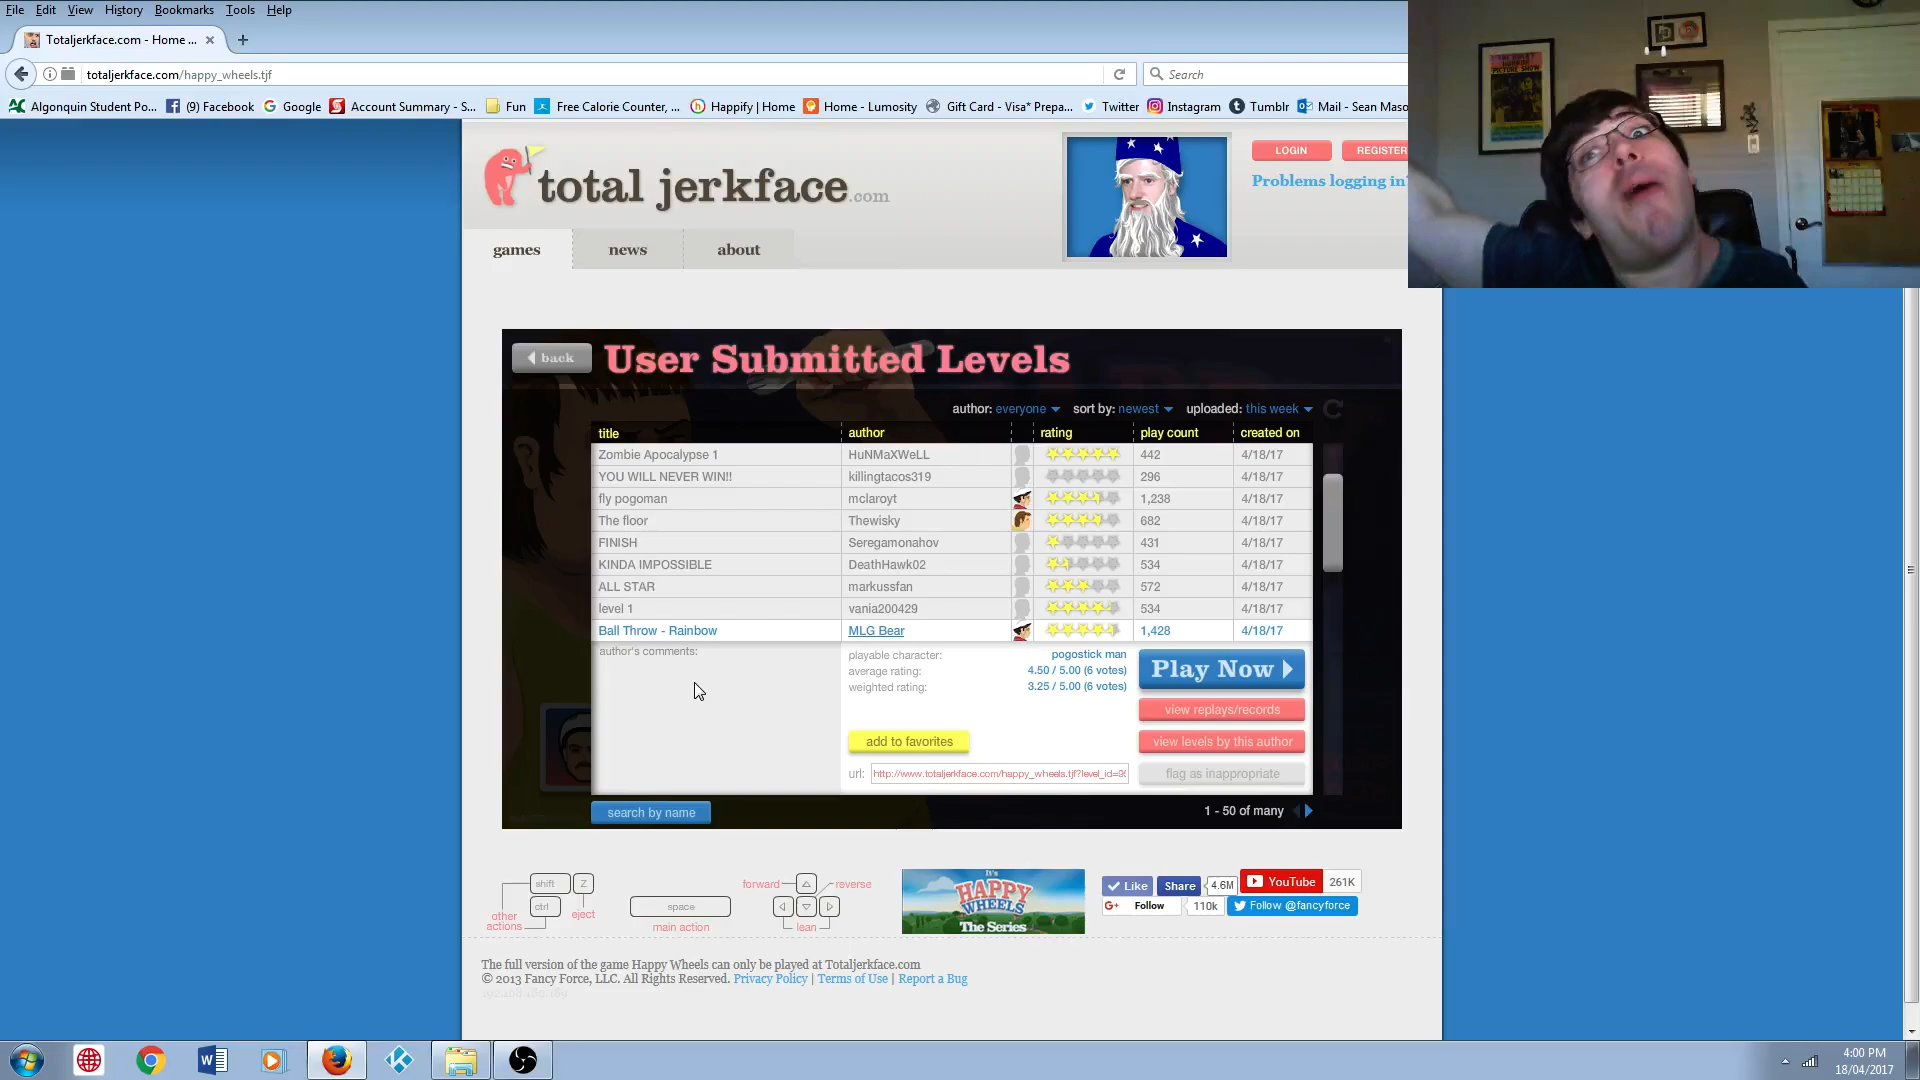 File Edit View History Bookmarks Tools Help
Totaljerkface.com - Home ...
totaljerkface.com/happy_wheels.tjf
Search
Algonquin Student Po... (9) Facebook Google Account Summary - S... Fun Free Calorie Counter, ... Happify | Home Home - Lumosity Gift Card - Visa* Prepa... Twitter Instagram Tumblr Mail - Sean Maso
total jerkface.com
LOGIN REGISTER
Problems logging in?
games news about
back User Submitted Levels
author: everyone sort by: newest uploaded: this week
title author rating play count created on
Zombie Apocalypse 1 HuNMaXWeLL 442 4/18/17
YOU WILL NEVER WIN!! killingtacos319 296 4/18/17
fly pogoman mclaroyt 1,238 4/18/17
The floor Thewisky 682 4/18/17
FINISH Seregamonahov 431 4/18/17
KINDA IMPOSSIBLE DeathHawk02 534 4/18/17
ALL STAR markussfan 572 4/18/17
level 1 vania200429 534 4/18/17
Ball Throw - Rainbow MLG Bear 1,428 4/18/17
author's comments:
playable character: pogostick man
average rating: 4.50 / 5.00 (6 votes)
weighted rating: 3.25 / 5.00 (6 votes)
Play Now
view replays/records
add to favorites
view levels by this author
url: http://www.totaljerkface.com/happy_wheels.tjf?level_id=9
flag as inappropriate
search by name
1 - 50 of many
shift Z
ctrl
eject
other actions
space
main action
forward reverse
lean
IT'S HAPPY WHEELS The Series
Like Share 4.6M YouTube 261K
G+ Follow 110k Follow @fancyforce
The full version of the game Happy Wheels can only be played at Totaljerkface.com
© 2013 Fancy Force, LLC. All Rights Reserved. Privacy Policy | Terms of Use | Report a Bug
4:00 PM
18/04/2017